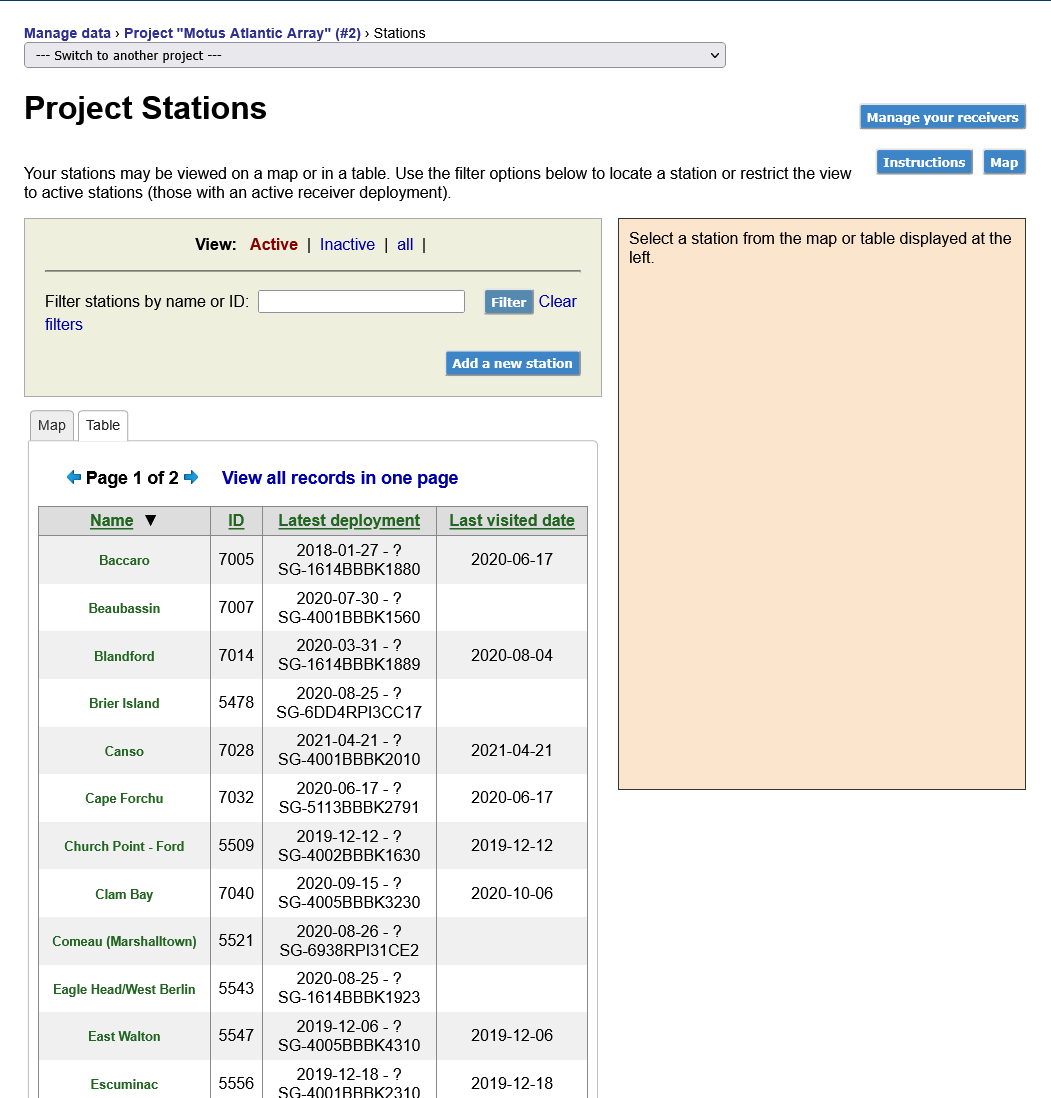 Manage data › Project "Motus Atlantic Array" (#2) › Stations
--- Switch to another project ---
Project Stations
Manage your receivers
Instructions Map
Your stations may be viewed on a map or in a table. Use the filter options below to locate a station or restrict the view
to active stations (those with an active receiver deployment).
View: Active | Inactive | all |
Filter stations by name or ID: Filter Clear
filters
Add a new station
Select a station from the map or table displayed at the
left.
Map Table
Page 1 of 2 View all records in one page
Name ▼ ID Latest deployment Last visited date
Baccaro 7005 2018-01-27 - ? 2020-06-17
SG-1614BBBK1880
Beaubassin 7007 2020-07-30 - ?
SG-4001BBBK1560
Blandford 7014 2020-03-31 - ? 2020-08-04
SG-1614BBBK1889
Brier Island 5478 2020-08-25 - ?
SG-6DD4RPI3CC17
Canso 7028 2021-04-21 - ? 2021-04-21
SG-4001BBBK2010
Cape Forchu 7032 2020-06-17 - ? 2020-06-17
SG-5113BBBK2791
Church Point - Ford 5509 2019-12-12 - ? 2019-12-12
SG-4002BBBK1630
Clam Bay 7040 2020-09-15 - ? 2020-10-06
SG-4005BBBK3230
Comeau (Marshalltown) 5521 2020-08-26 - ?
SG-6938RPI31CE2
Eagle Head/West Berlin 5543 2020-08-25 - ?
SG-1614BBBK1923
East Walton 5547 2019-12-06 - ? 2019-12-06
SG-4005BBBK4310
Escuminac 5556 2019-12-18 - ? 2019-12-18
SG-4001BBBK2310